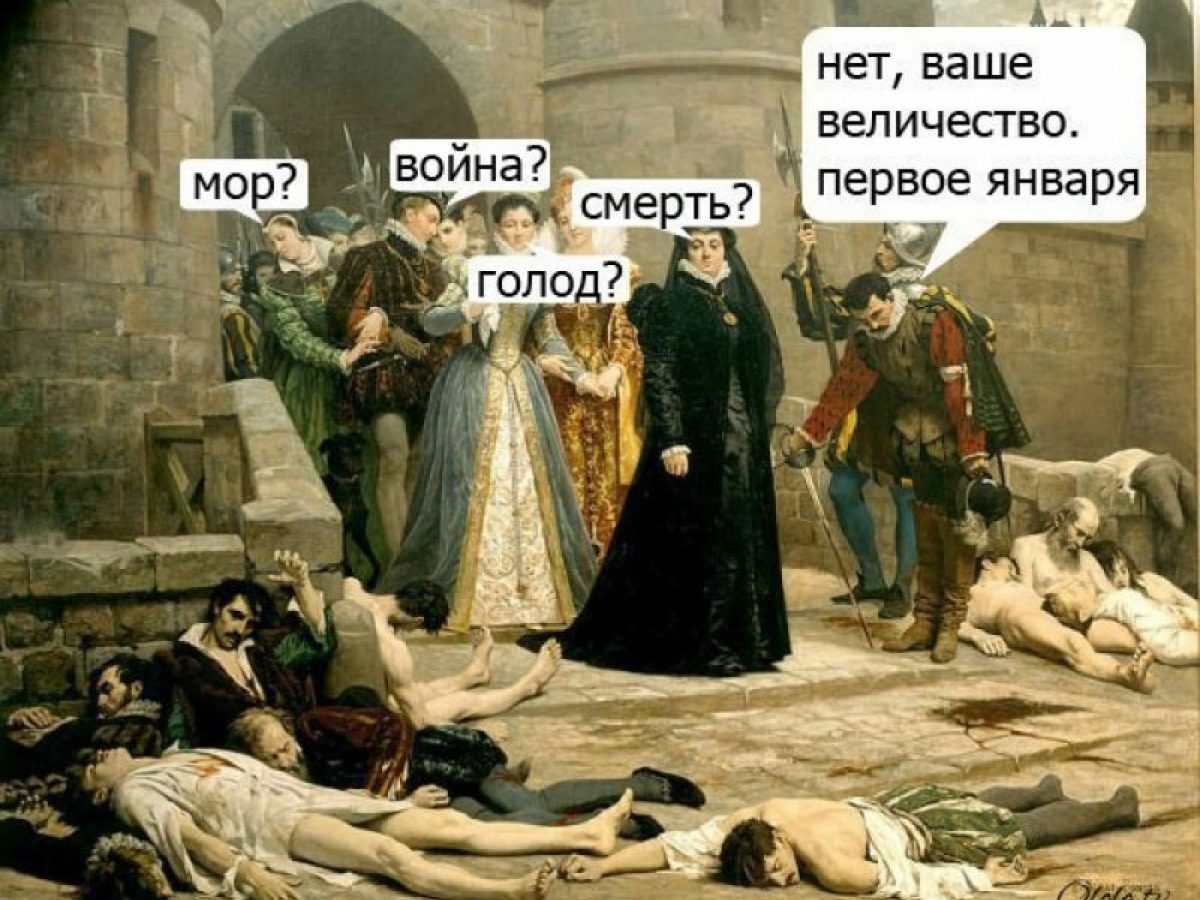 мор?
война?
голод?
смерть?
нет, ваше
величество.
первое января